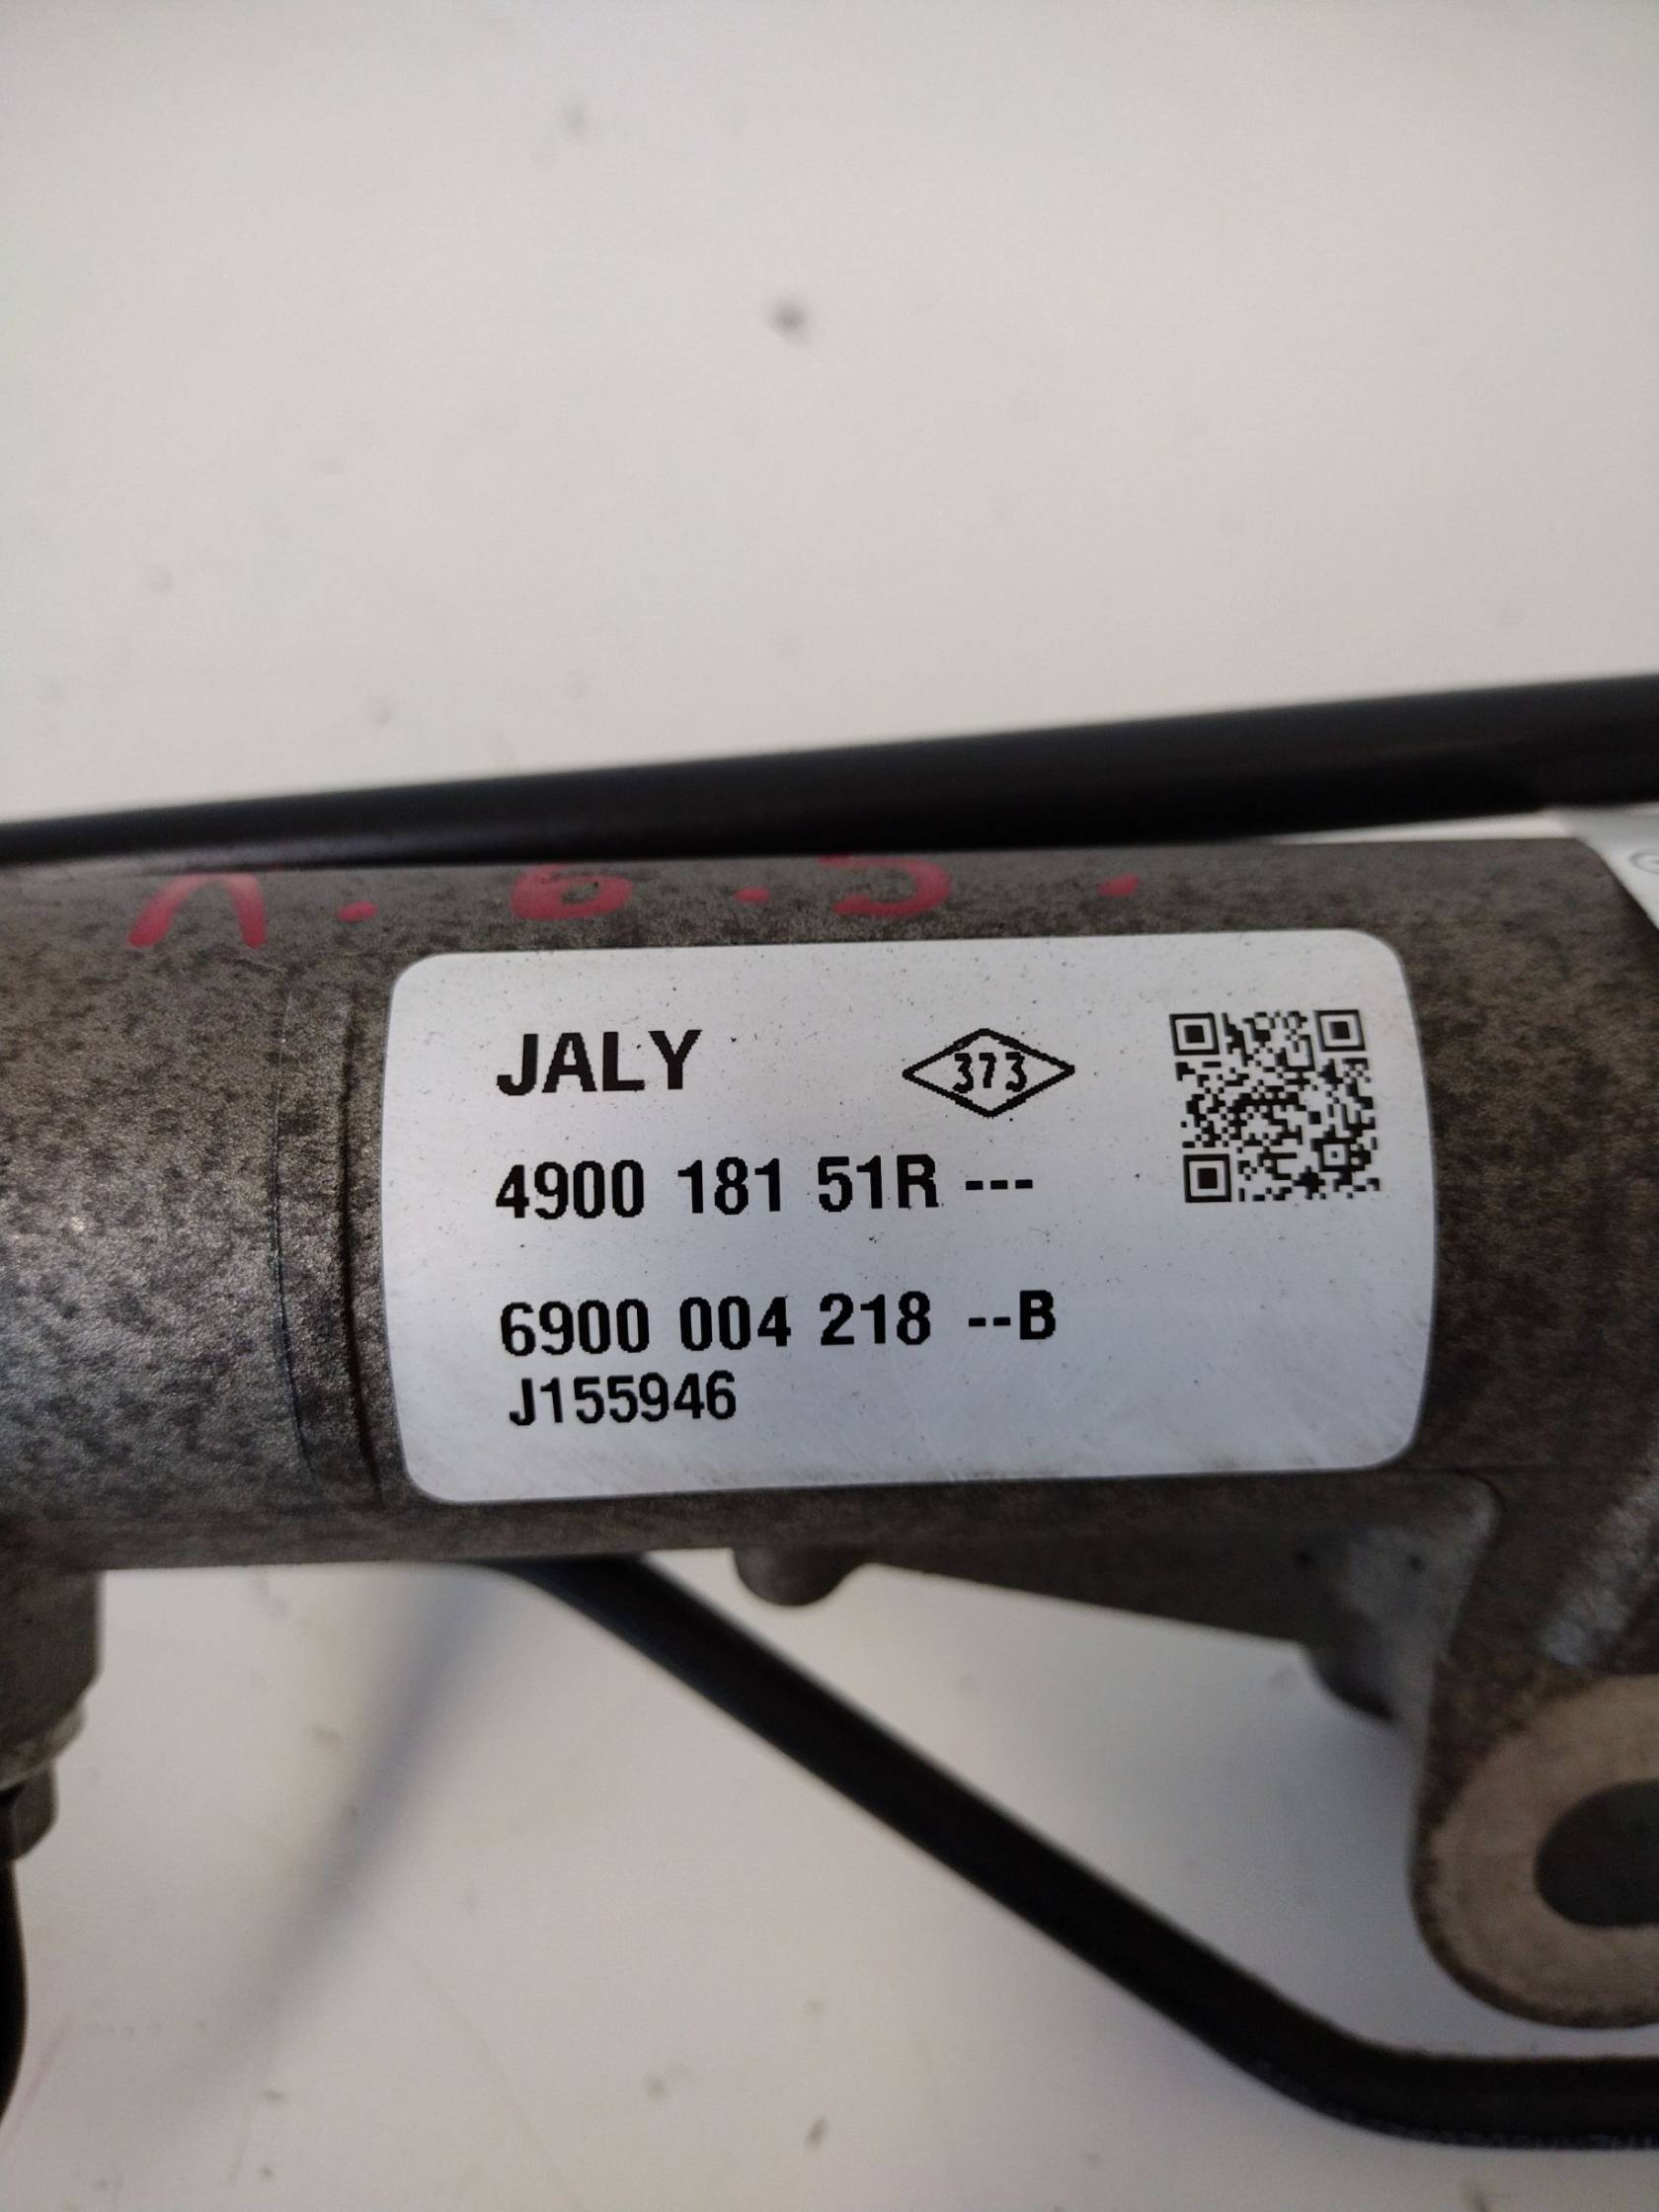 JALY
373
4900 181 51R ---
6900 004 218 --B
J155946